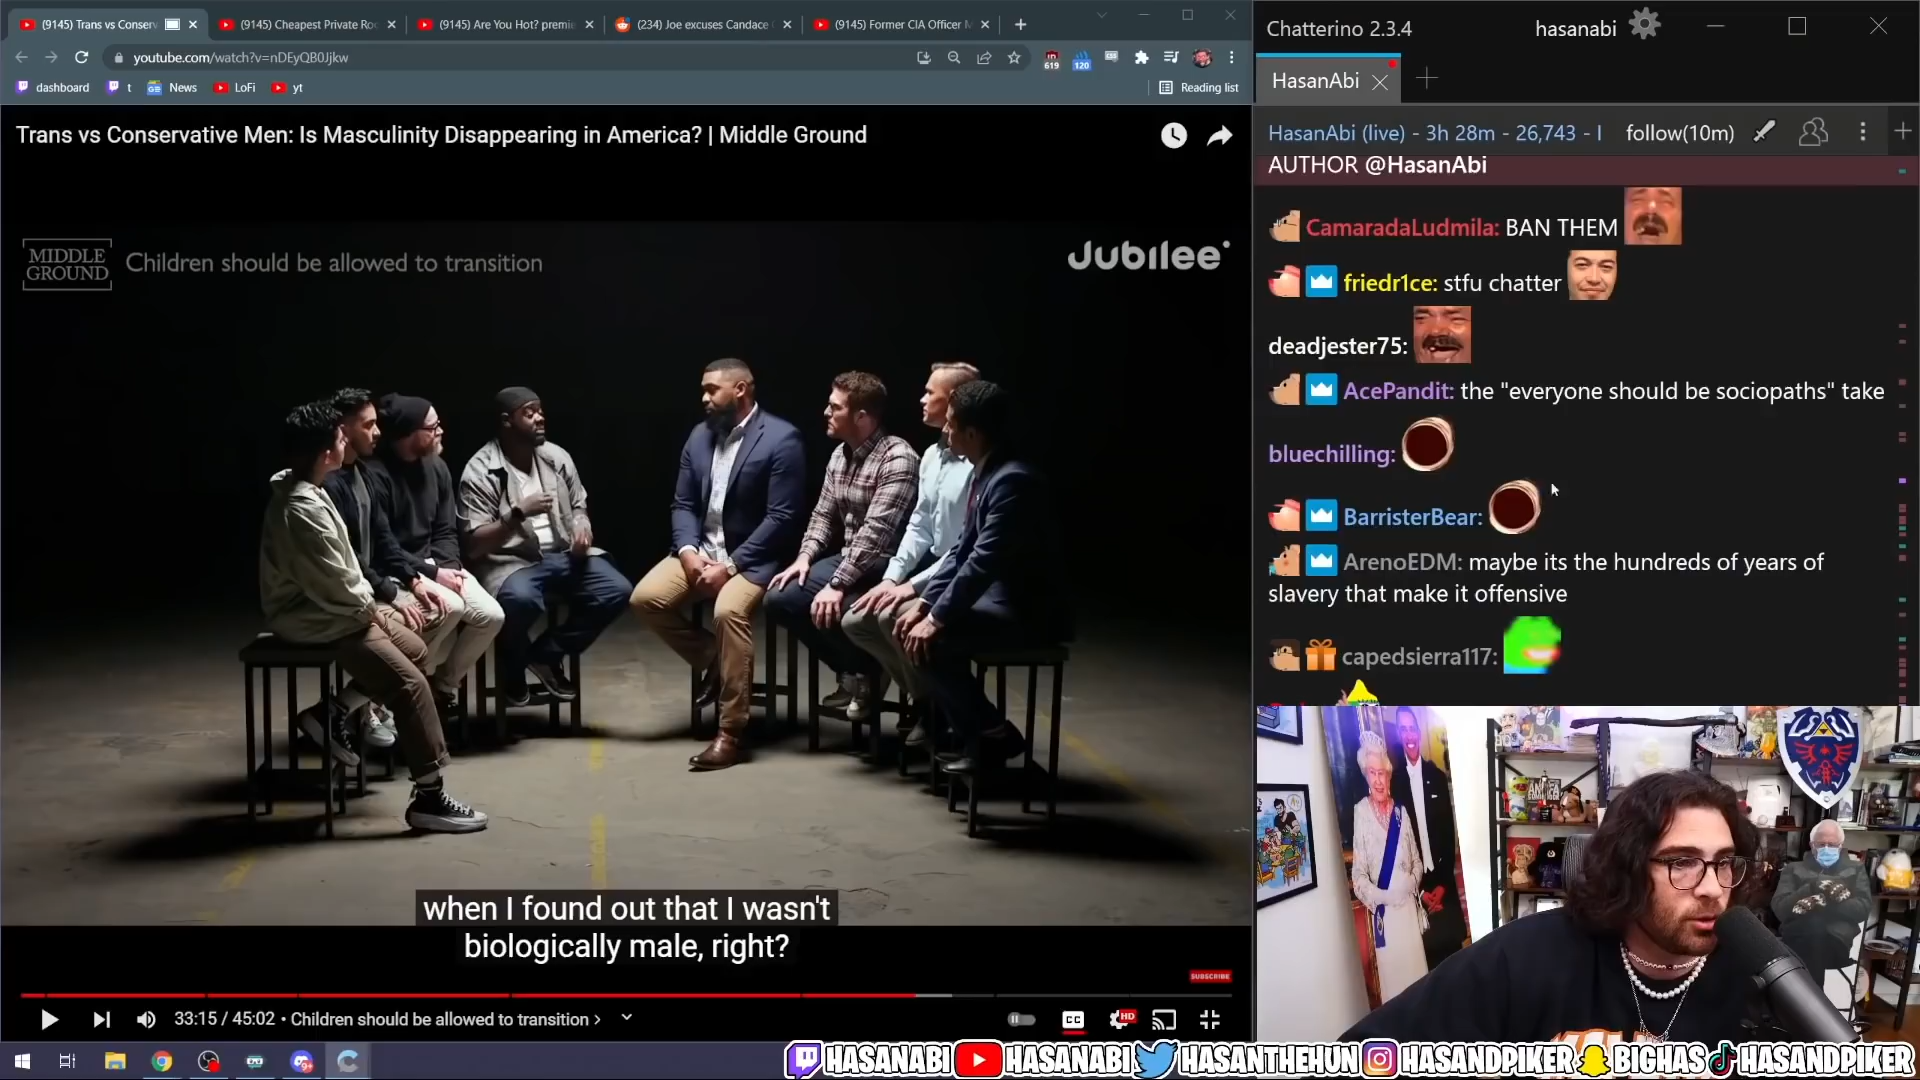 (9145) Trans vs Conserv
(9145) Cheapest Private Ro
(9145) Are You Hot? premie
(234) Joe excuses Candace
(9145) Former CIA Officer
youtube.com/watch?v=nDEyQB0Jjkw
619
120
dashboard
t
News
LoFi
yt
Reading list
Trans vs Conservative Men: Is Masculinity Disappearing in America? | Middle Ground
MIDDLE
GROUND
Children should be allowed to transition
Jubilee
when I found out that I wasn't
biologically male, right?
SUBSCRIBE
33:15 / 45:02 • Children should be allowed to transition
CC
HD
Chatterino 2.3.4
hasanabi
HasanAbi
HasanAbi (live) - 3h 28m - 26,743 - I
follow(10m)
AUTHOR @HasanAbi
CamaradaLudmila: BAN THEM
friedr1ce: stfu chatter
deadjester75:
AcePandit: the "everyone should be sociopaths" take
bluechilling:
BarristerBear:
ArenoEDM: maybe its the hundreds of years of
slavery that make it offensive
capedsierra117:
HASANABI
HASANABI
HASANTHEHUN
HASANDPIKER
BIGHAS
HASANDPIKER